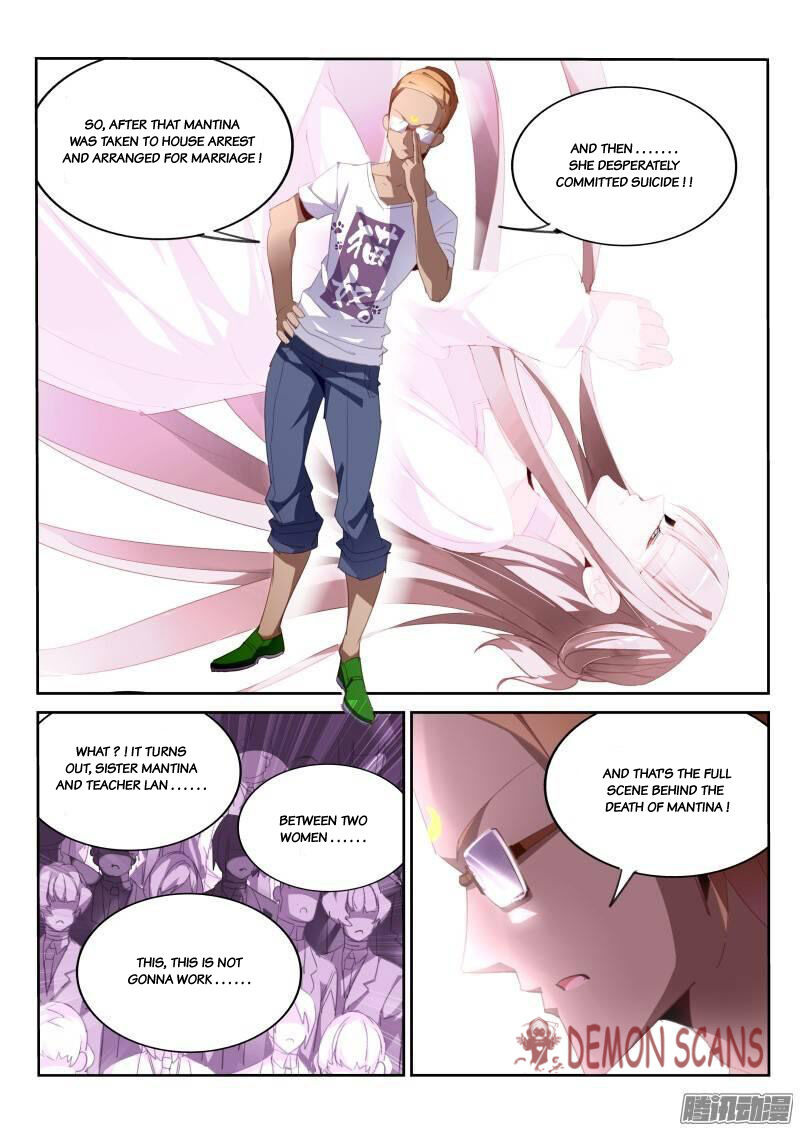 SO, AFTER THAT MANTINA
WAS TAKEN TO HOUSE ARREST
AND ARRANGED FOR MARRIAGE !
AND THEN . . . . . . .
SHE DESPERATELY
COMMITTED SUICIDE ! !
猫
奴
WHAT ? ! IT TURNS
OUT, SISTER MANTINA
AND TEACHER LAN . . . . . .
BETWEEN TWO
WOMEN . . . . . .
THIS, THIS IS NOT
GONNA WORK . . . . . .
AND THAT'S THE FULL
SCENE BEHIND THE
DEATH OF MANTINA !
DEMON SCANS
腾讯动漫